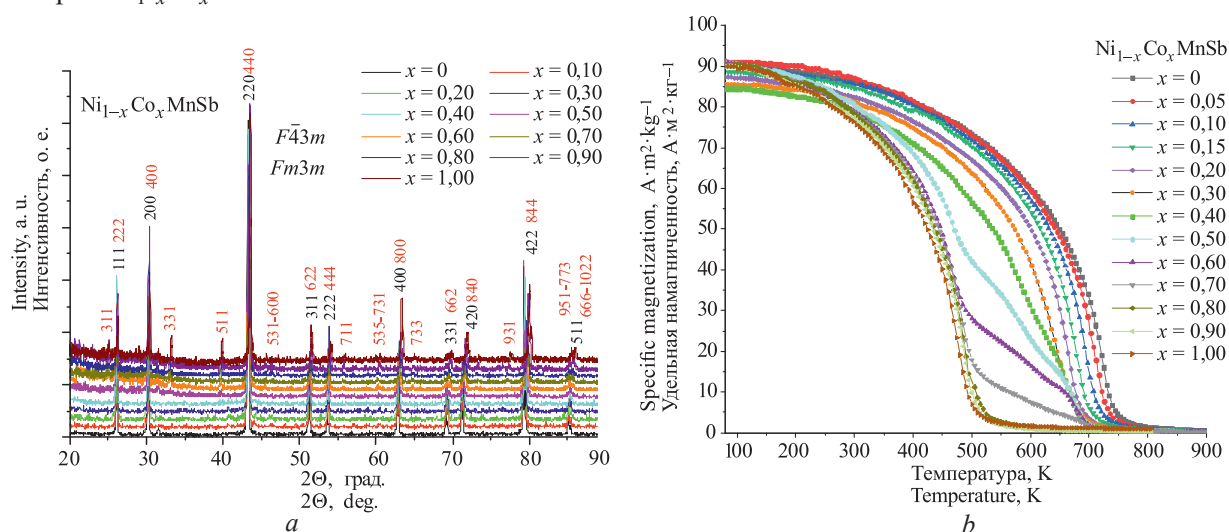 Ni1–xCoxMnSb
220 440
F4̄3m
Fm3m
x = 0
x = 0,10
x = 0,20
x = 0,30
x = 0,40
x = 0,50
x = 0,60
x = 0,70
x = 0,80
x = 0,90
x = 1,00
Intensity, a. u.
Интенсивность, о. е.
311
111 222
200 400
331
511
531-600
311 622
222 444
711
535-731
400 800
733
331 662
420 840
931
422 844
951-773
511 666-1022
20 30 40 50 60 70 80 90
2Θ, град.
2Θ, deg.
a
Specific magnetization, A·m2·kg–1
Удельная намагниченность, А·м2·кг–1
100
90
80
70
60
50
40
30
20
10
0
Ni1–xCoxMnSb
x = 0
x = 0,05
x = 0,10
x = 0,15
x = 0,20
x = 0,30
x = 0,40
x = 0,50
x = 0,60
x = 0,70
x = 0,80
x = 0,90
x = 1,00
100 200 300 400 500 600 700 800 900
Температура, К
Temperature, K
b